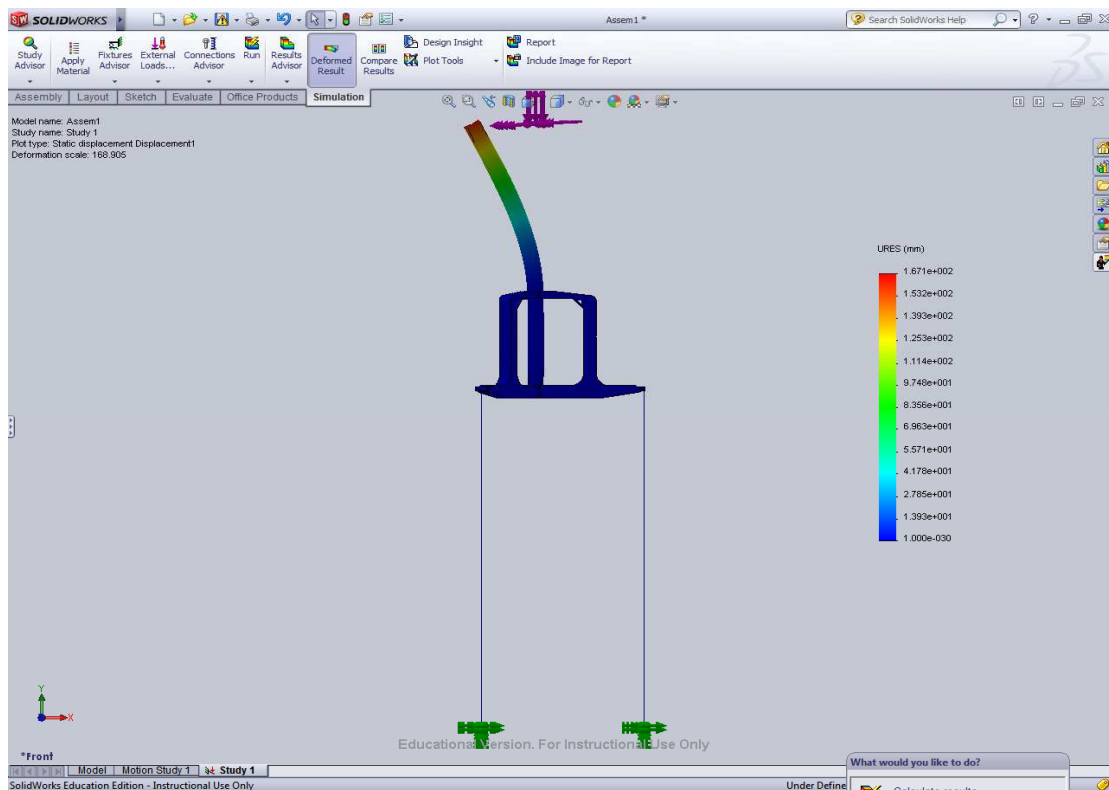 SOLIDWORKS
Assem1 *
Search SolidWorks Help
Study Advisor
Apply Material
Fixtures Advisor
External Loads...
Connections Advisor
Run
Results Advisor
Deformed Result
Compare Results
Design Insight
Plot Tools
Report
Include Image for Report
Assembly
Layout
Sketch
Evaluate
Office Products
Simulation
Model name: Assem1
Study name: Study 1
Plot type: Static displacement Displacement1
Deformation scale: 168.905
URES (mm)
1.671e+002
1.532e+002
1.393e+002
1.253e+002
1.114e+002
9.748e+001
8.356e+001
6.963e+001
5.571e+001
4.178e+001
2.785e+001
1.393e+001
1.000e-030
Y
X
Educational Version. For Instructional Use Only
*Front
What would you like to do?
Model
Motion Study 1
Study 1
Calculate results
SolidWorks Education Edition - Instructional Use Only
Under Define